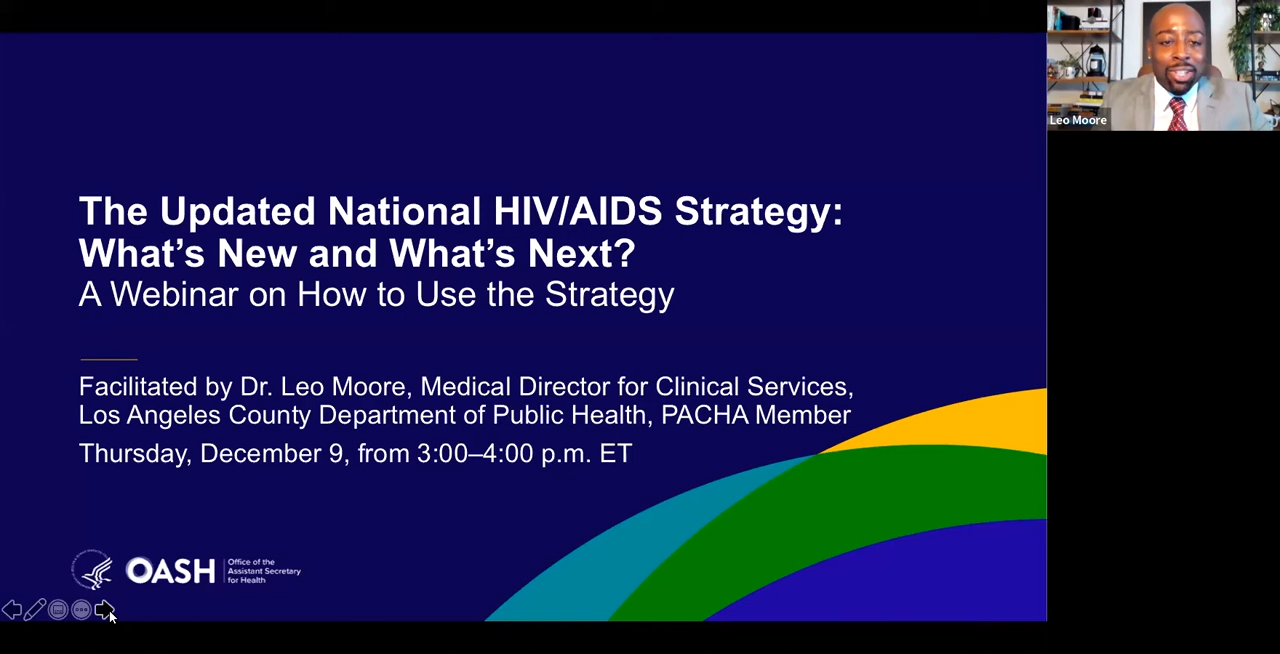 The Updated National HIV/AIDS Strategy:
What’s New and What’s Next?
A Webinar on How to Use the Strategy
Facilitated by Dr. Leo Moore, Medical Director for Clinical Services,
Los Angeles County Department of Public Health, PACHA Member
Thursday, December 9, from 3:00–4:00 p.m. ET
OASH
Office of the
Assistant Secretary
for Health
Leo Moore